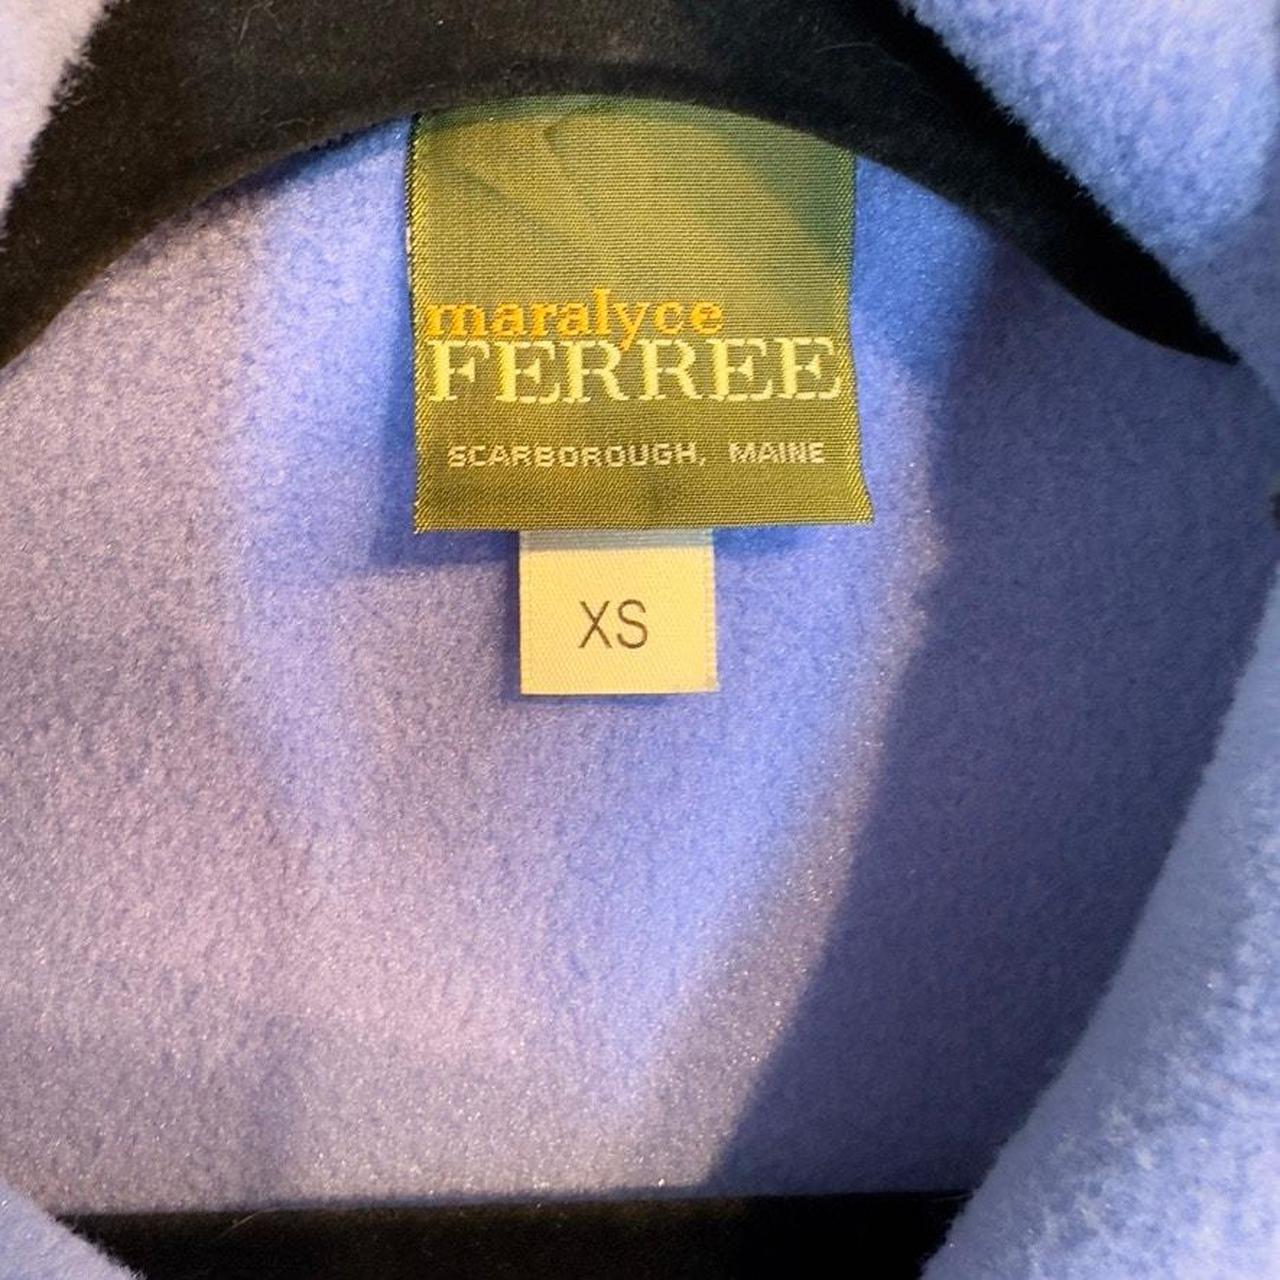 maralyce
FERREE
SCARBOROUGH, MAINE
XS